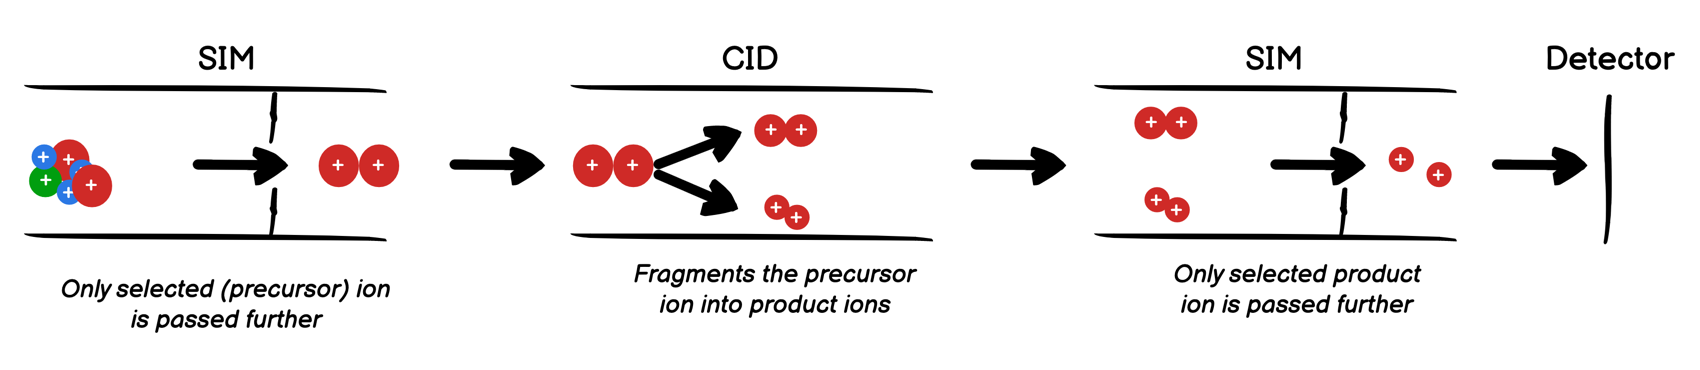 SIM
CID
SIM
Detector
Only selected (precursor) ion
is passed further
Fragments the precursor
ion into product ions
Only selected product
ion is passed further